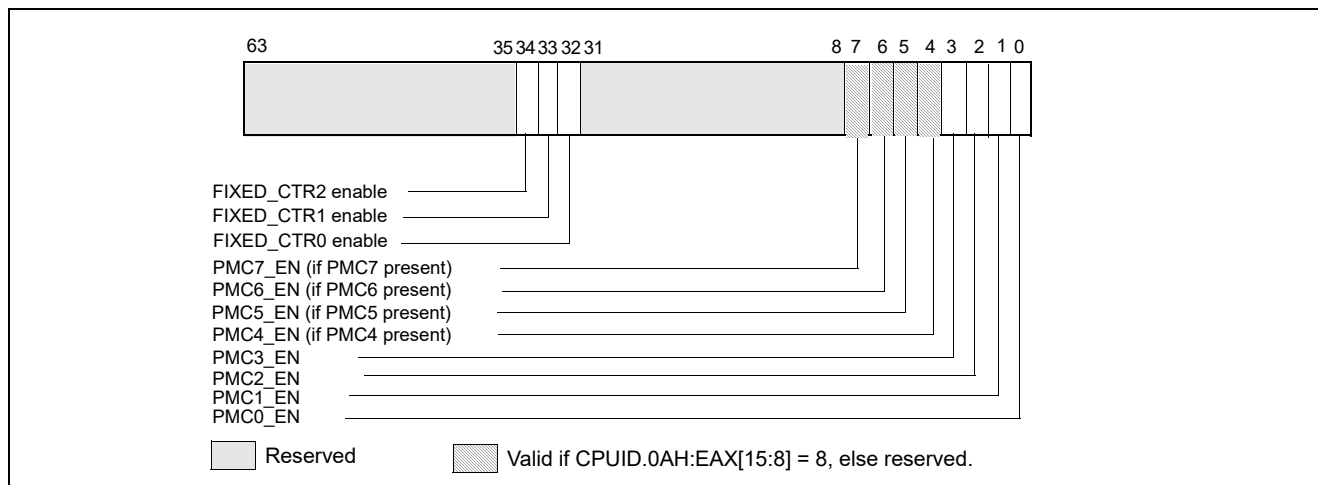 63 35 34 33 32 31 8 7 6 5 4 3 2 1 0
FIXED_CTR2 enable
FIXED_CTR1 enable
FIXED_CTR0 enable
PMC7_EN (if PMC7 present)
PMC6_EN (if PMC6 present)
PMC5_EN (if PMC5 present)
PMC4_EN (if PMC4 present)
PMC3_EN
PMC2_EN
PMC1_EN
PMC0_EN
Reserved Valid if CPUID.0AH:EAX[15:8] = 8, else reserved.